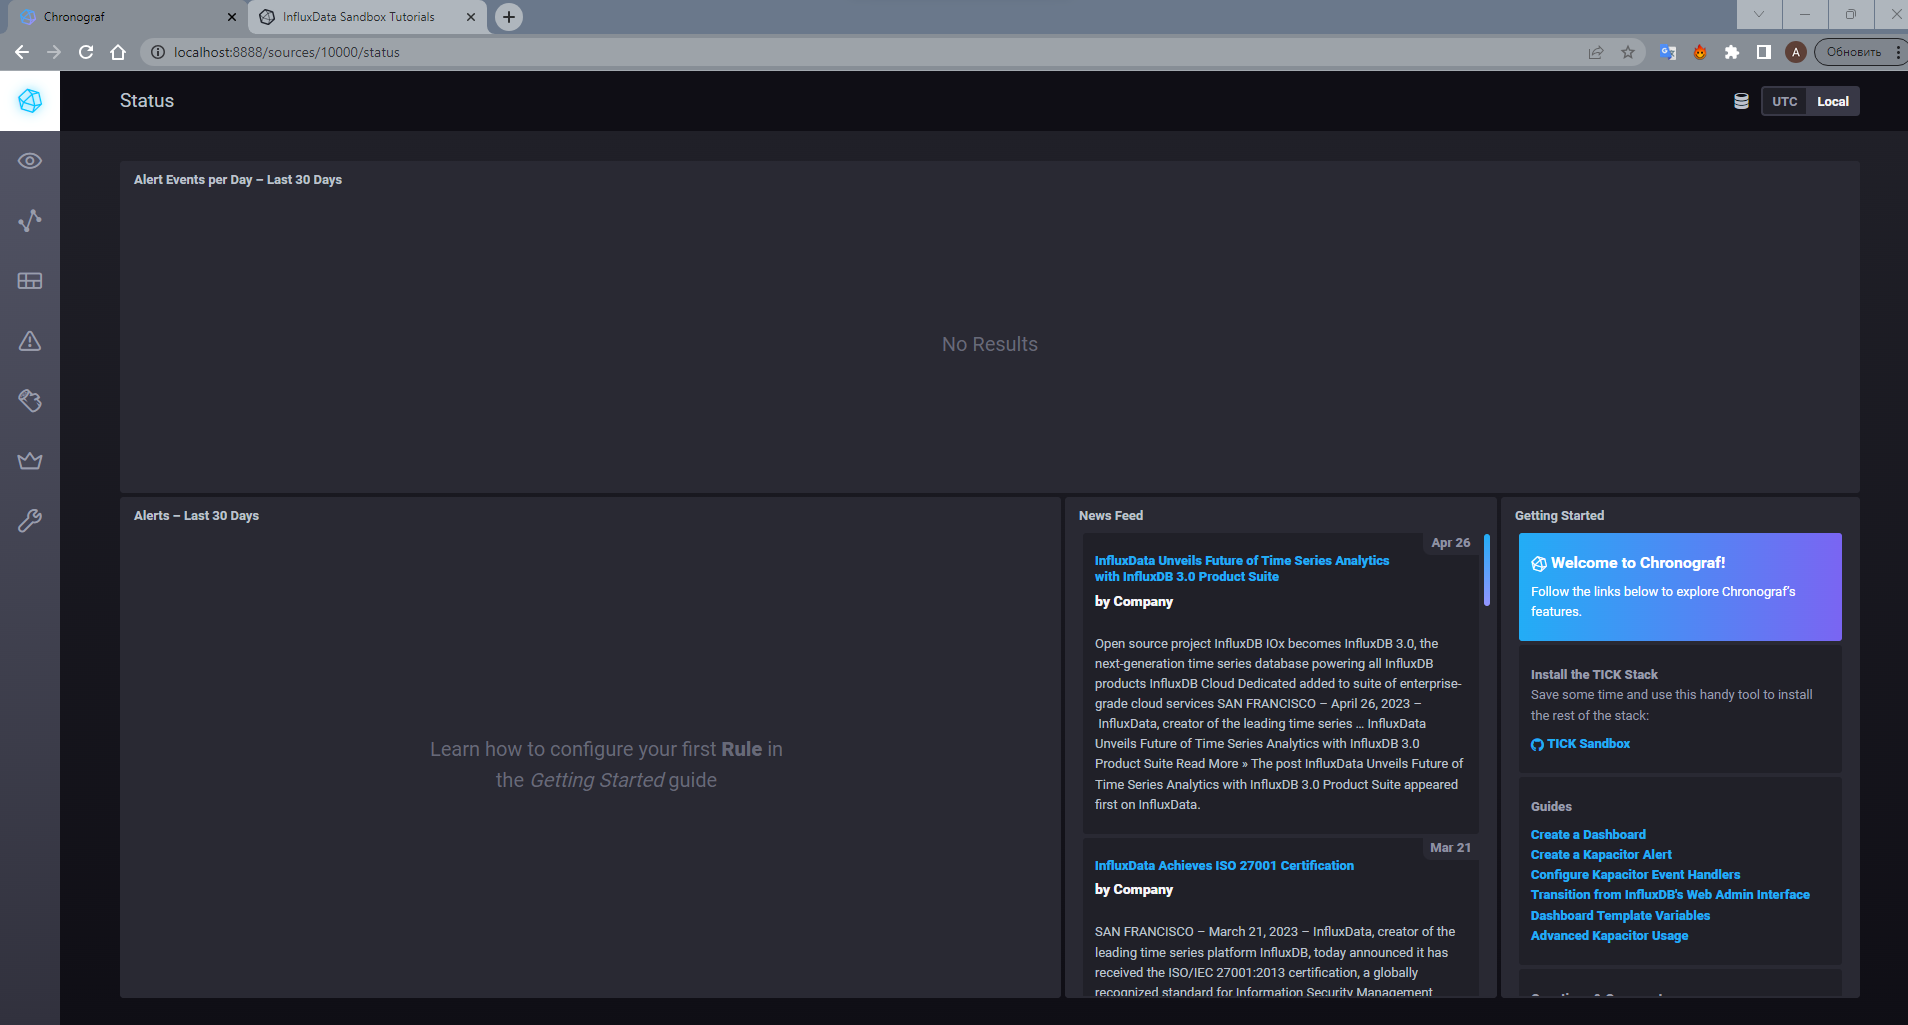 Chronograf
InfluxData Sandbox Tutorials
localhost:8888/sources/10000/status
A
Обновить
Status
UTC
Local
Alert Events per Day – Last 30 Days
No Results
Alerts – Last 30 Days
Learn how to configure your first Rule in
the Getting Started guide
News Feed
Apr 26
InfluxData Unveils Future of Time Series Analytics
with InfluxDB 3.0 Product Suite
by Company
Open source project InfluxDB IOx becomes InfluxDB 3.0, the
next-generation time series database powering all InfluxDB
products InfluxDB Cloud Dedicated added to suite of enterprise-
grade cloud services SAN FRANCISCO – April 26, 2023 –
InfluxData, creator of the leading time series ... InfluxData
Unveils Future of Time Series Analytics with InfluxDB 3.0
Product Suite Read More » The post InfluxData Unveils Future of
Time Series Analytics with InfluxDB 3.0 Product Suite appeared
first on InfluxData.
Mar 21
InfluxData Achieves ISO 27001 Certification
by Company
SAN FRANCISCO – March 21, 2023 – InfluxData, creator of the
leading time series platform InfluxDB, today announced it has
received the ISO/IEC 27001:2013 certification, a globally
recognized standard for Information Security Management
Getting Started
Welcome to Chronograf!
Follow the links below to explore Chronograf's
features.
Install the TICK Stack
Save some time and use this handy tool to install
the rest of the stack:
TICK Sandbox
Guides
Create a Dashboard
Create a Kapacitor Alert
Configure Kapacitor Event Handlers
Transition from InfluxDB's Web Admin Interface
Dashboard Template Variables
Advanced Kapacitor Usage